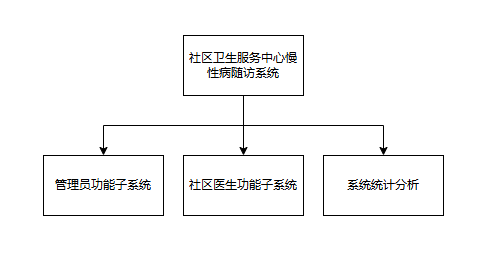 社区卫生服务中心慢
性病随访系统
管理员功能子系统
社区医生功能子系统
系统统计分析